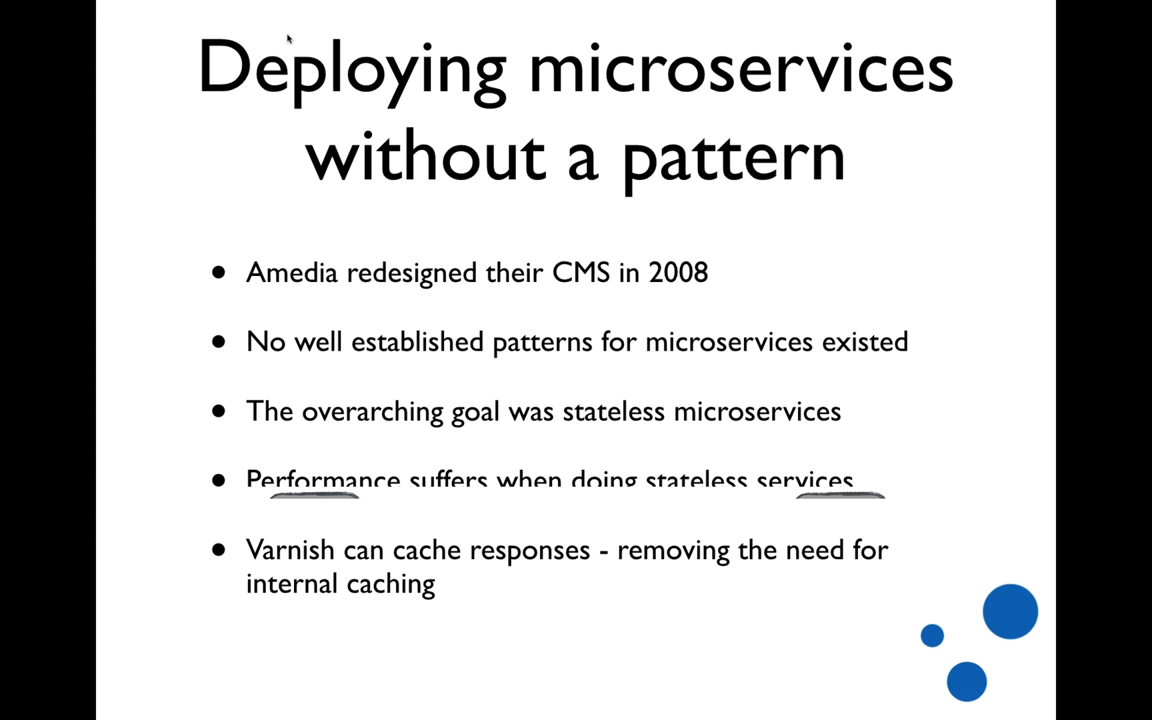 Deploying microservices
without a pattern
• Amedia redesigned their CMS in 2008
• No well established patterns for microservices existed
• The overarching goal was stateless microservices
• Performance suffers when doing stateless services
• Varnish can cache responses - removing the need for
internal caching